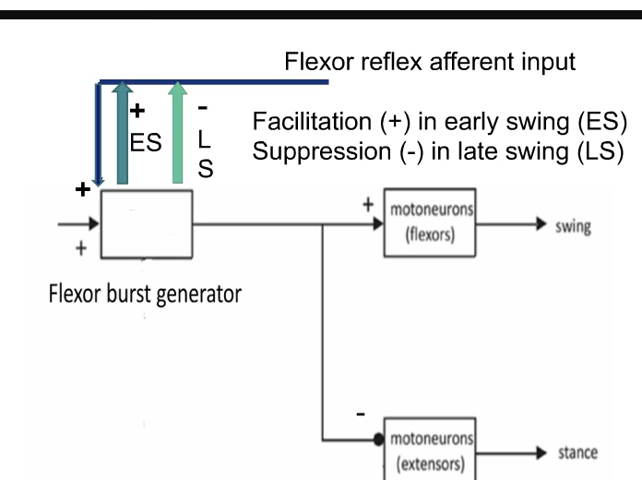 Flexor reflex afferent input
+
ES
-
L
S
Facilitation (+) in early swing (ES)
Suppression (-) in late swing (LS)
+
+
+
motoneurons
(flexors)
swing
Flexor burst generator
-
motoneurons
(extensors)
stance